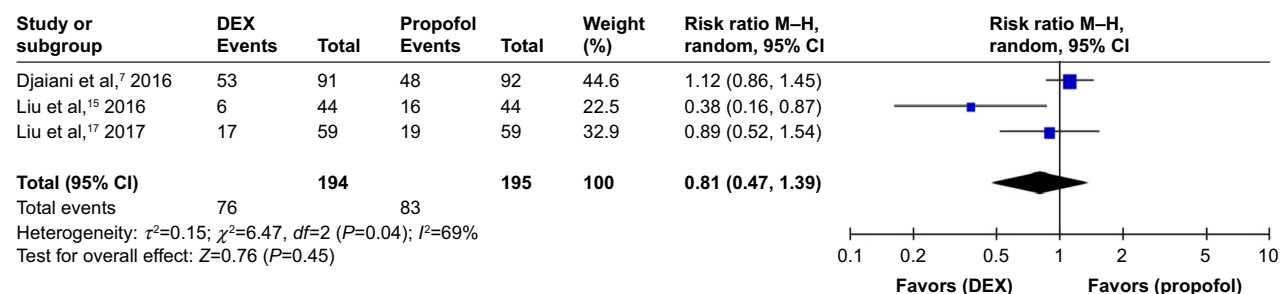 Study or subgroup DEX Events Total Propofol Events Total Weight (%) Risk ratio M–H, random, 95% CI Risk ratio M–H, random, 95% CI
Djaiani et al,7 2016 53 91 48 92 44.6 1.12 (0.86, 1.45)
Liu et al,15 2016 6 44 16 44 22.5 0.38 (0.16, 0.87)
Liu et al,17 2017 17 59 19 59 32.9 0.89 (0.52, 1.54)
Total (95% CI) 194 195 100 0.81 (0.47, 1.39)
Total events 76 83
Heterogeneity: τ2=0.15; χ2=6.47, df=2 (P=0.04); I2=69%
Test for overall effect: Z=0.76 (P=0.45)
0.1 0.2 0.5 1 2 5 10
Favors (DEX) Favors (propofol)